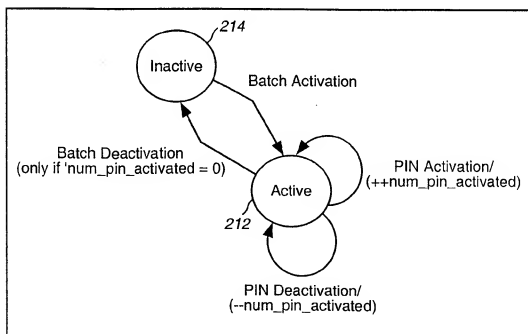 214
Inactive
Batch Activation
Batch Deactivation
(only if 'num_pin_activated = 0)
PIN Activation/
(++num_pin_activated)
Active
212
PIN Deactivation/
(--num_pin_activated)